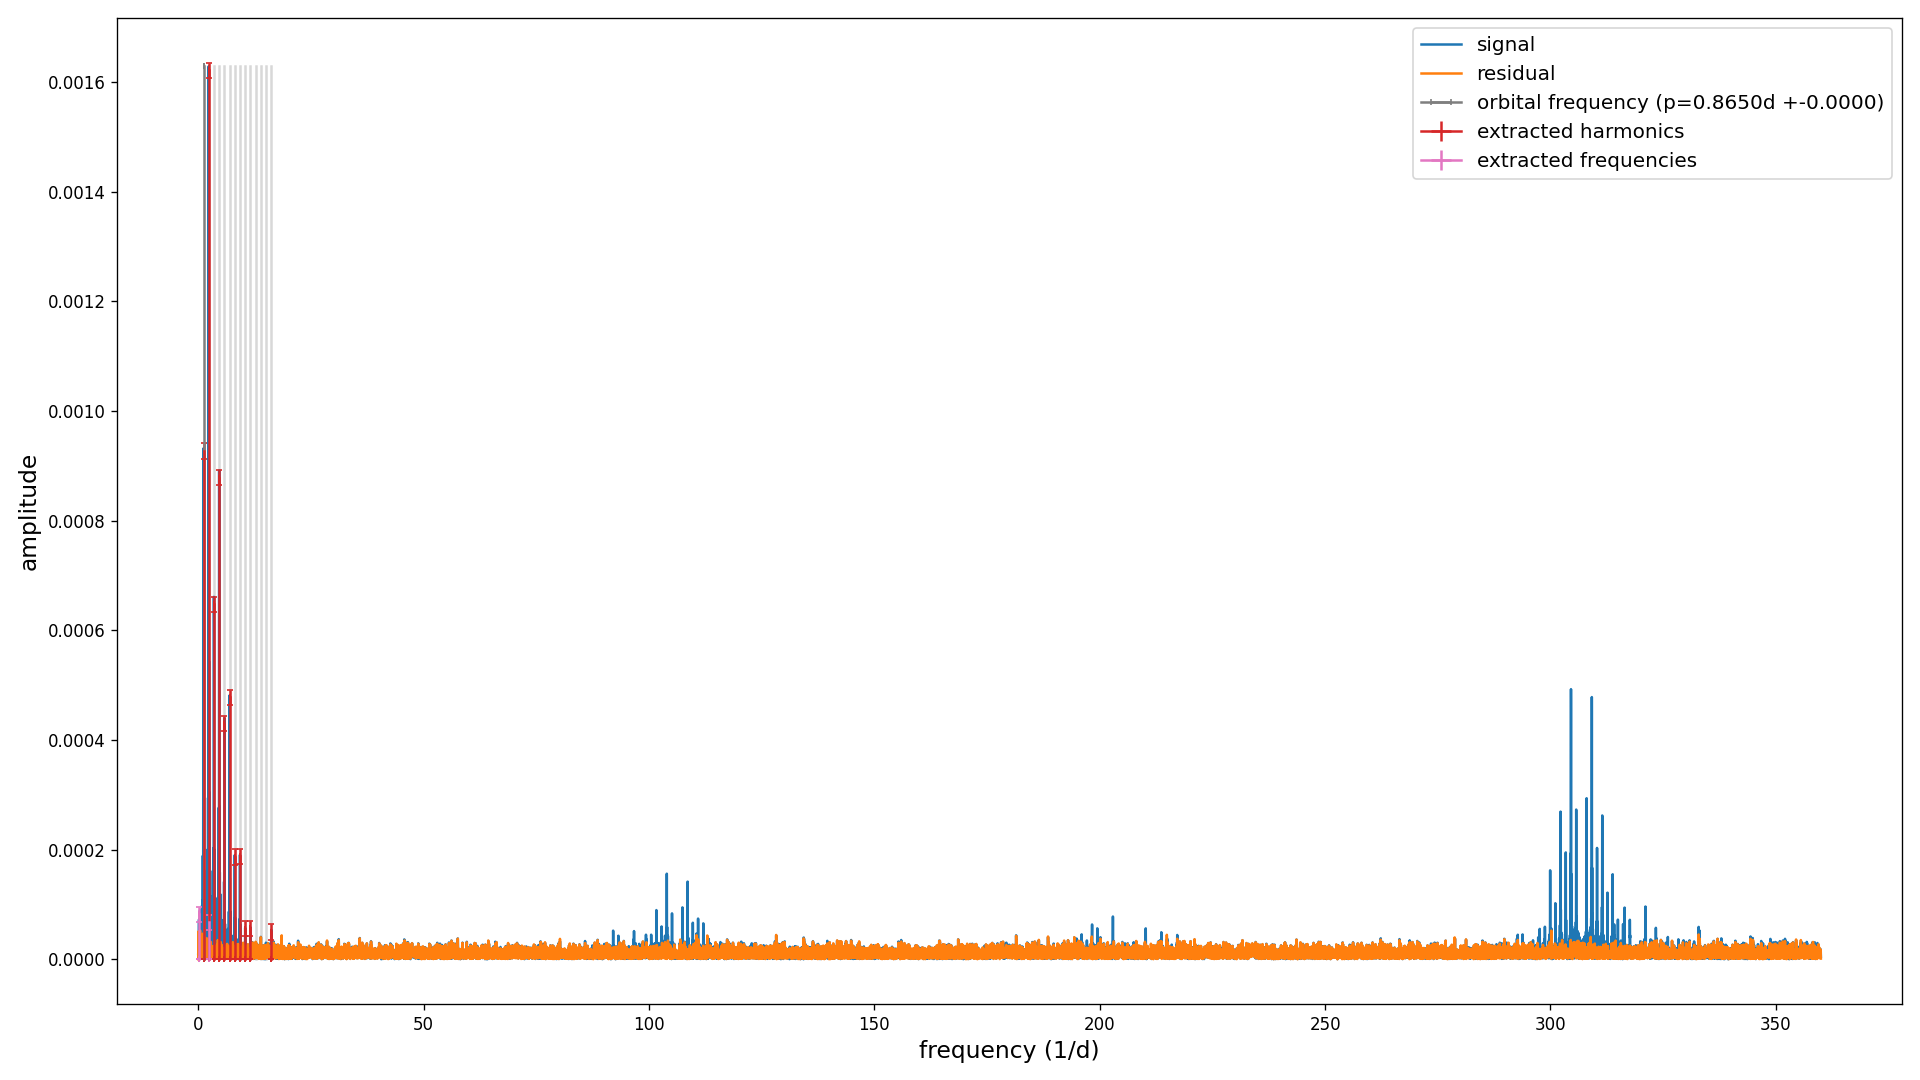 signal
residual
orbital frequency (p=0.8650d +-0.0000)
extracted harmonics
extracted frequencies
amplitude
0.0016
0.0014
0.0012
0.0010
0.0008
0.0006
0.0004
0.0002
0.0000
0 50 100 150 200 250 300 350
frequency (1/d)